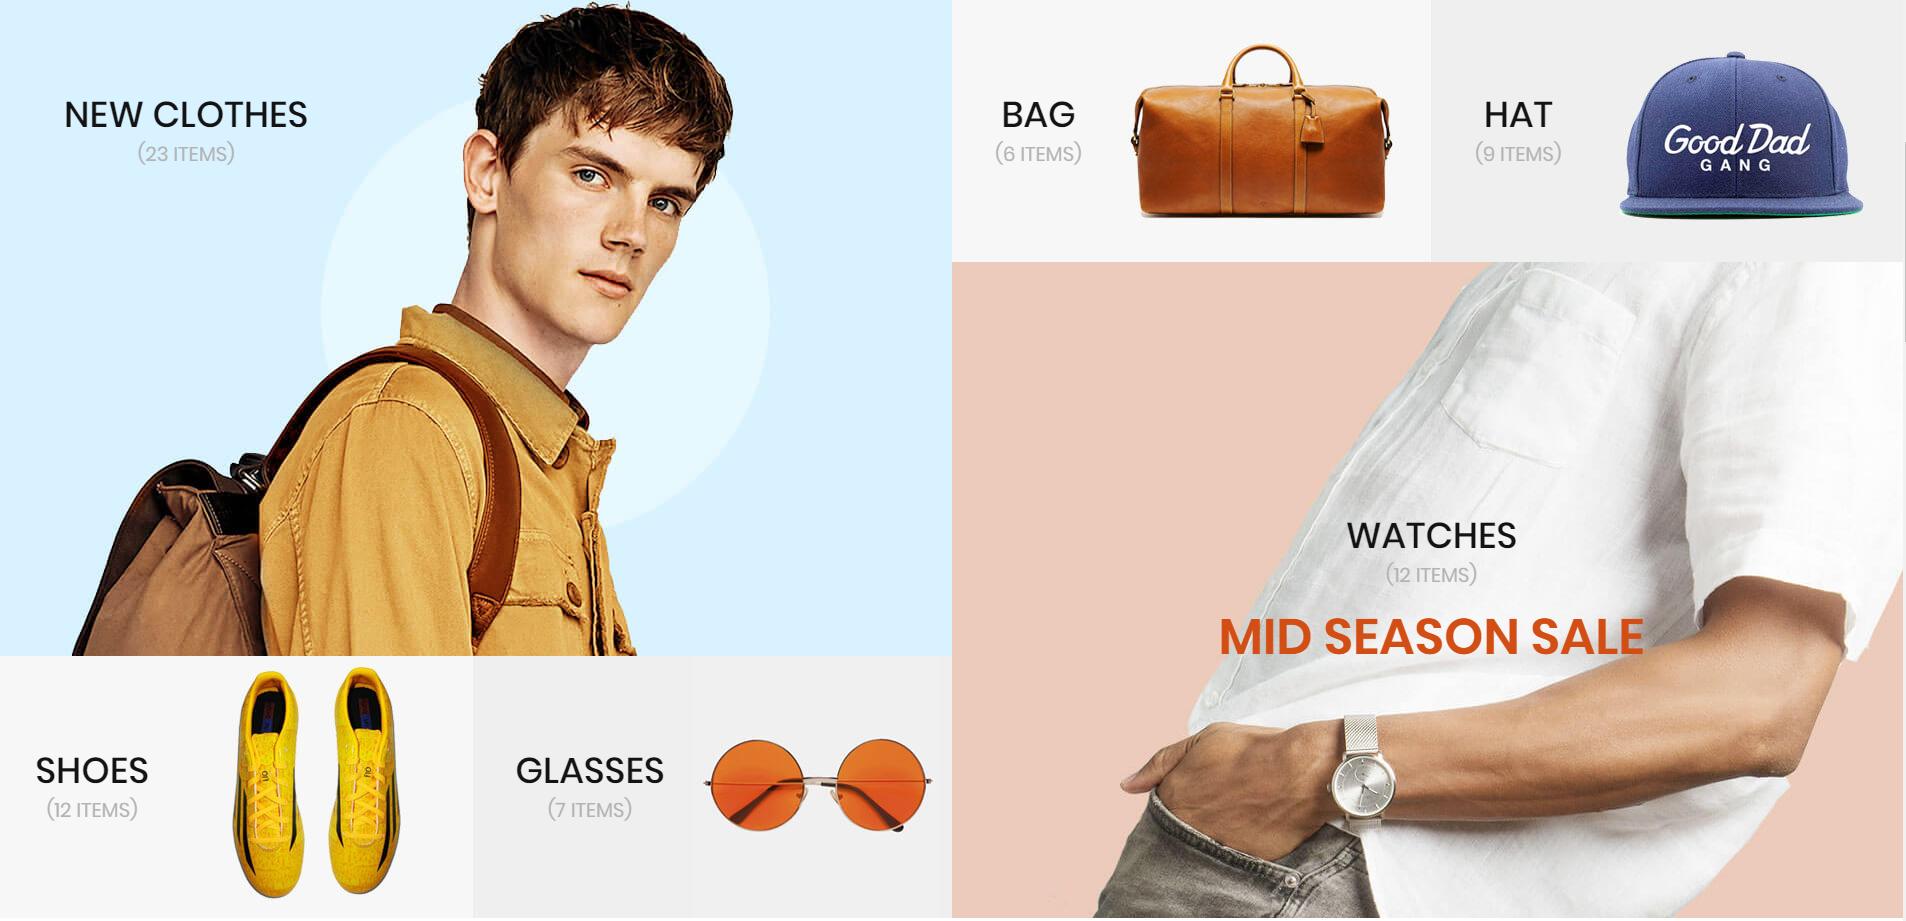 NEW CLOTHES
(23 ITEMS)
BAG
(6 ITEMS)
HAT
(9 ITEMS)
Good Dad
GANG
WATCHES
(12 ITEMS)
MID SEASON SALE
SHOES
(12 ITEMS)
GLASSES
(7 ITEMS)